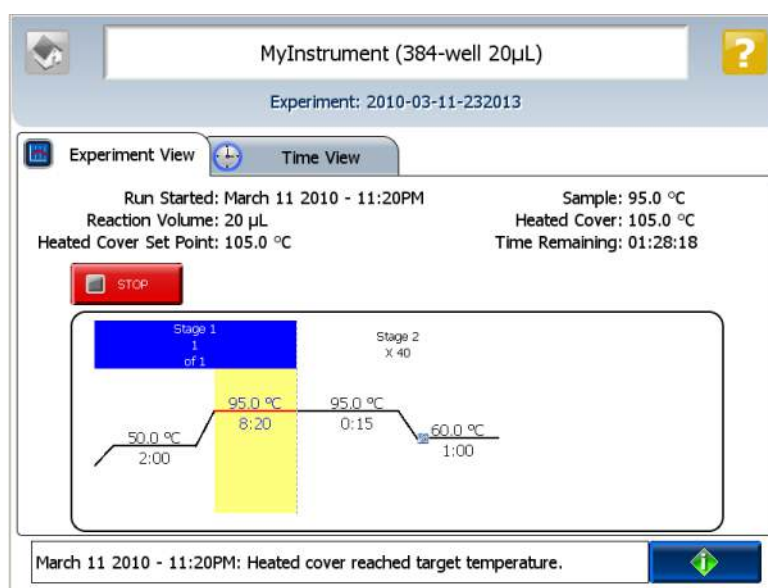 MyInstrument (384-well 20µL)
?
Experiment: 2010-03-11-232013
Experiment View
Time View
Run Started: March 11 2010 - 11:20PM
Sample: 95.0 °C
Reaction Volume: 20 µL
Heated Cover: 105.0 °C
Heated Cover Set Point: 105.0 °C
Time Remaining: 01:28:18
STOP
Stage 1
1
of 1
Stage 2
X 40
95.0 °C
8:20
95.0 °C
0:15
50.0 °C
2:00
60.0 °C
1:00
March 11 2010 - 11:20PM: Heated cover reached target temperature.
i